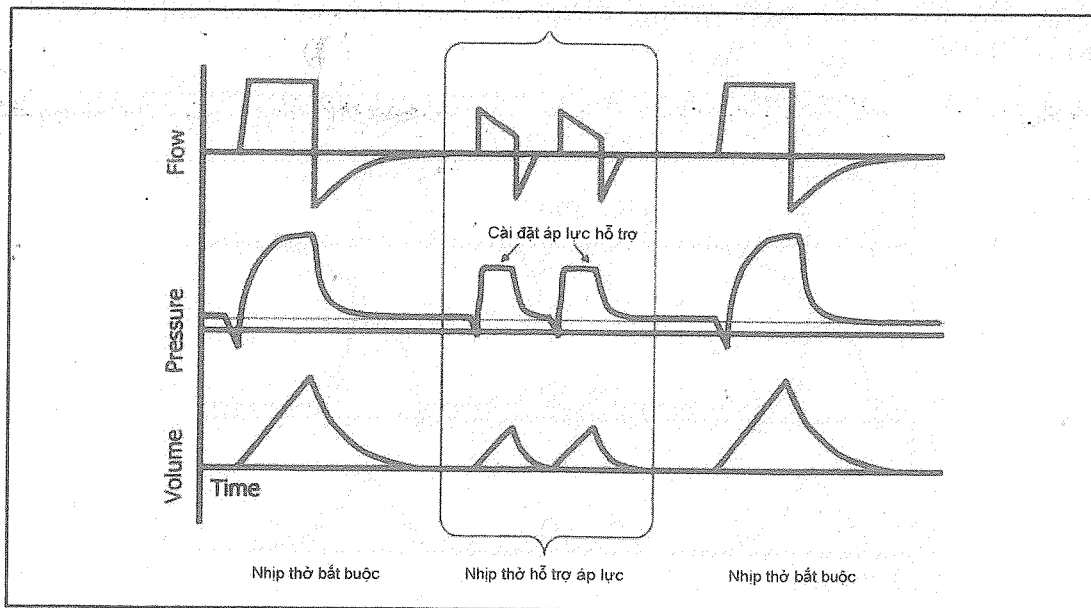 Flow
Cài đặt áp lực hỗ trợ
Pressure
Volume
Time
Nhịp thở bắt buộc
Nhịp thở hỗ trợ áp lực
Nhịp thở bắt buộc